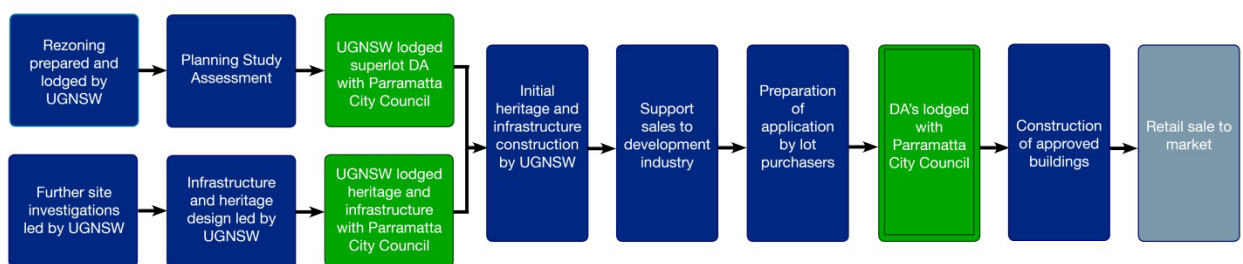 Rezoning
prepared and
lodged by
UGNSW
Planning Study
Assessment
UGNSW lodged
superlot DA
with Parramatta
City Council
Further site
investigations
led by UGNSW
Infrastructure
and heritage
design led by
UGNSW
UGNSW lodged
heritage and
infrastructure
with Parramatta
City Council
Initial
heritage and
infrastructure
construction
by UGNSW
Support
sales to
development
industry
Preparation
of
application
by lot
purchasers
DA's lodged
with
Parramatta
City Council
Construction
of approved
buildings
Retail sale to
market